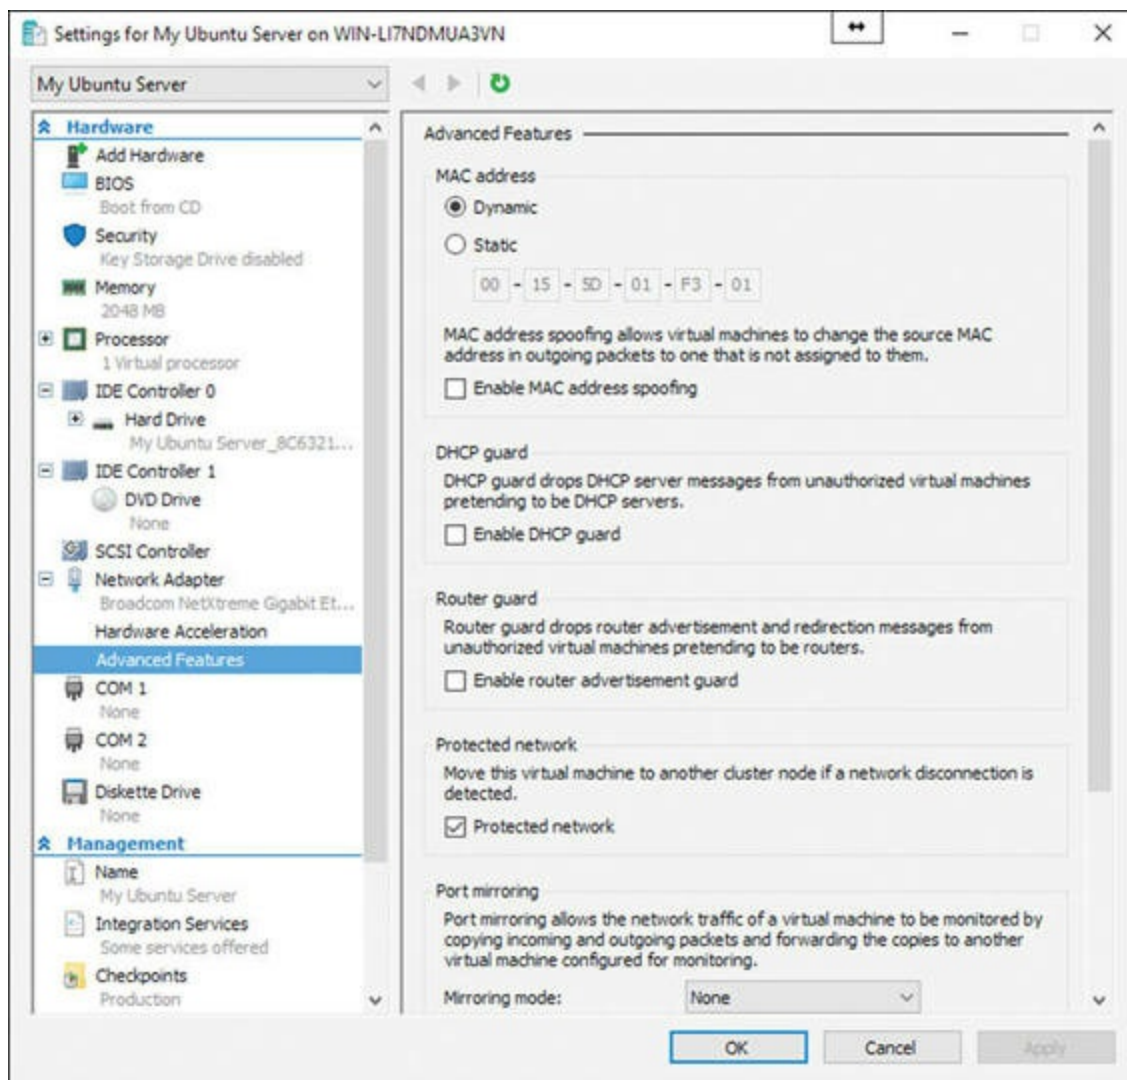 Settings for My Ubuntu Server on WIN-LI7NDMUA3VN
My Ubuntu Server
Hardware
Add Hardware
BIOS
Boot from CD
Security
Key Storage Drive disabled
Memory
2048 MB
Processor
1 Virtual processor
IDE Controller 0
Hard Drive
My Ubuntu Server_8C6321...
IDE Controller 1
DVD Drive
None
SCSI Controller
Network Adapter
Broadcom NetXtreme Gigabit Et...
Hardware Acceleration
Advanced Features
COM 1
None
COM 2
None
Diskette Drive
None
Management
Name
My Ubuntu Server
Integration Services
Some services offered
Checkpoints
Production
Advanced Features
MAC address
Dynamic
Static
00 - 15 - 5D - 01 - F3 - 01
MAC address spoofing allows virtual machines to change the source MAC
address in outgoing packets to one that is not assigned to them.
Enable MAC address spoofing
DHCP guard
DHCP guard drops DHCP server messages from unauthorized virtual machines
pretending to be DHCP servers.
Enable DHCP guard
Router guard
Router guard drops router advertisement and redirection messages from
unauthorized virtual machines pretending to be routers.
Enable router advertisement guard
Protected network
Move this virtual machine to another cluster node if a network disconnection is
detected.
Protected network
Port mirroring
Port mirroring allows the network traffic of a virtual machine to be monitored by
copying incoming and outgoing packets and forwarding the copies to another
virtual machine configured for monitoring.
Mirroring mode: None
OK Cancel Apply